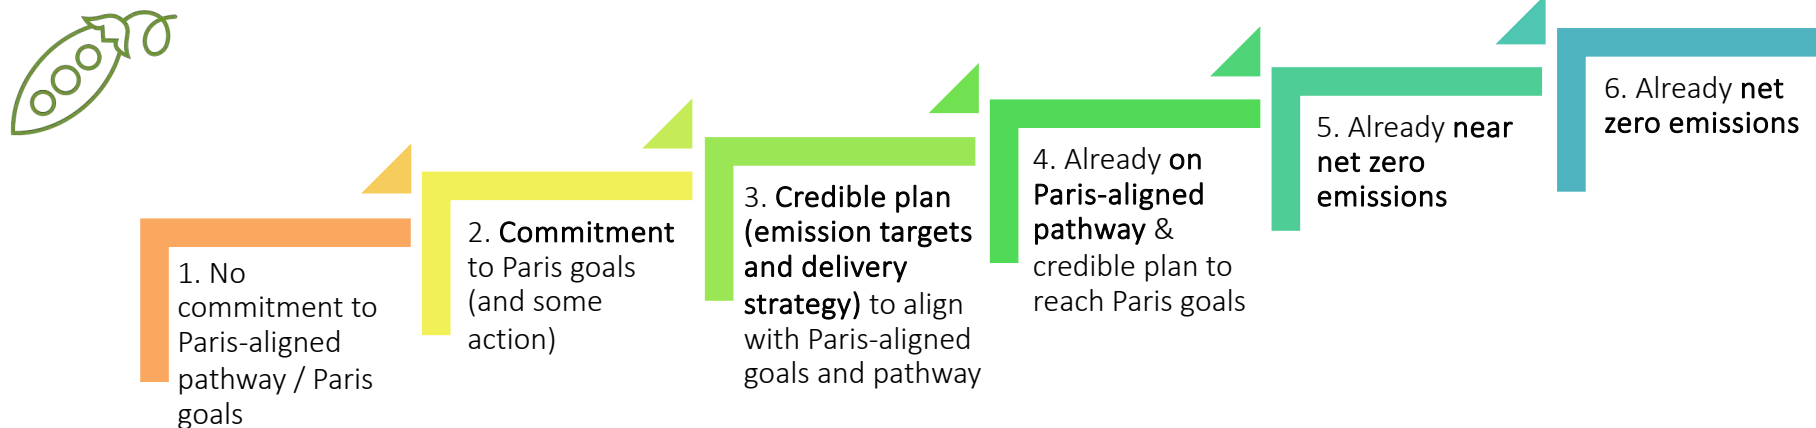 1. No
commitment to
Paris-aligned
pathway / Paris
goals
2. Commitment
to Paris goals
(and some
action)
3. Credible plan
(emission targets
and delivery
strategy) to align
with Paris-aligned
goals and pathway
4. Already on
Paris-aligned
pathway &
credible plan to
reach Paris goals
5. Already near
net zero
emissions
6. Already net
zero emissions